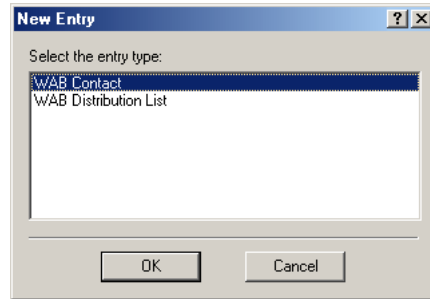 New Entry
Select the entry type:
WAB Contact
WAB Distribution List
OK Cancel